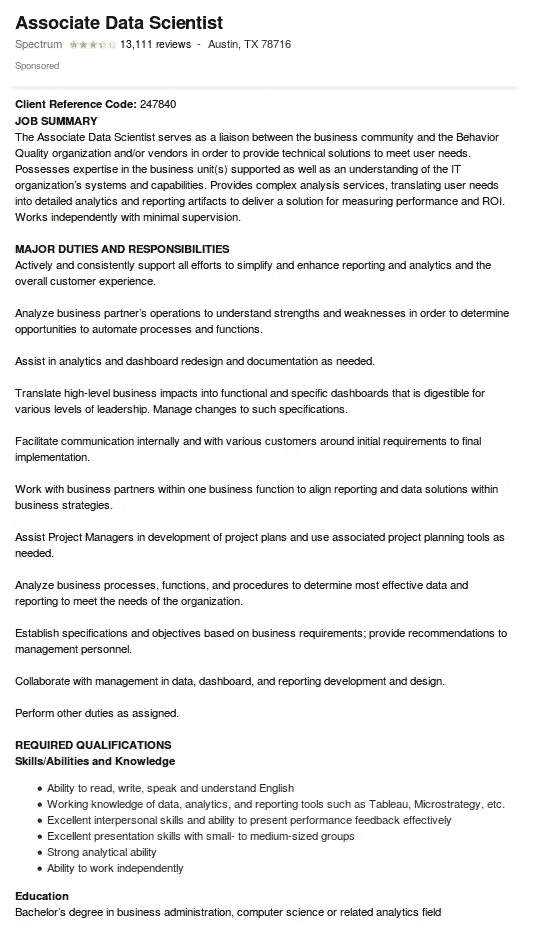 Associate Data Scientist
Spectrum 13,111 reviews - Austin, TX 78716
Sponsored
Client Reference Code: 247840
JOB SUMMARY
The Associate Data Scientist serves as a liaison between the business community and the Behavior
Quality organization and/or vendors in order to provide technical solutions to meet user needs.
Possesses expertise in the business unit(s) supported as well as an understanding of the IT
organization's systems and capabilities. Provides complex analysis services, translating user needs
into detailed analytics and reporting artifacts to deliver a solution for measuring performance and ROI.
Works independently with minimal supervision.
MAJOR DUTIES AND RESPONSIBILITIES
Actively and consistently support all efforts to simplify and enhance reporting and analytics and the
overall customer experience.
Analyze business partner's operations to understand strengths and weaknesses in order to determine
opportunities to automate processes and functions.
Assist in analytics and dashboard redesign and documentation as needed.
Translate high-level business impacts into functional and specific dashboards that is digestible for
various levels of leadership. Manage changes to such specifications.
Facilitate communication internally and with various customers around initial requirements to final
implementation.
Work with business partners within one business function to align reporting and data solutions within
business strategies.
Assist Project Managers in development of project plans and use associated project planning tools as
needed.
Analyze business processes, functions, and procedures to determine most effective data and
reporting to meet the needs of the organization.
Establish specifications and objectives based on business requirements; provide recommendations to
management personnel.
Collaborate with management in data, dashboard, and reporting development and design.
Perform other duties as assigned.
REQUIRED QUALIFICATIONS
Skills/Abilities and Knowledge
• Ability to read, write, speak and understand English
• Working knowledge of data, analytics, and reporting tools such as Tableau, Microstrategy, etc.
• Excellent interpersonal skills and ability to present performance feedback effectively
• Excellent presentation skills with small- to medium-sized groups
• Strong analytical ability
• Ability to work independently
Education
Bachelor's degree in business administration, computer science or related analytics field